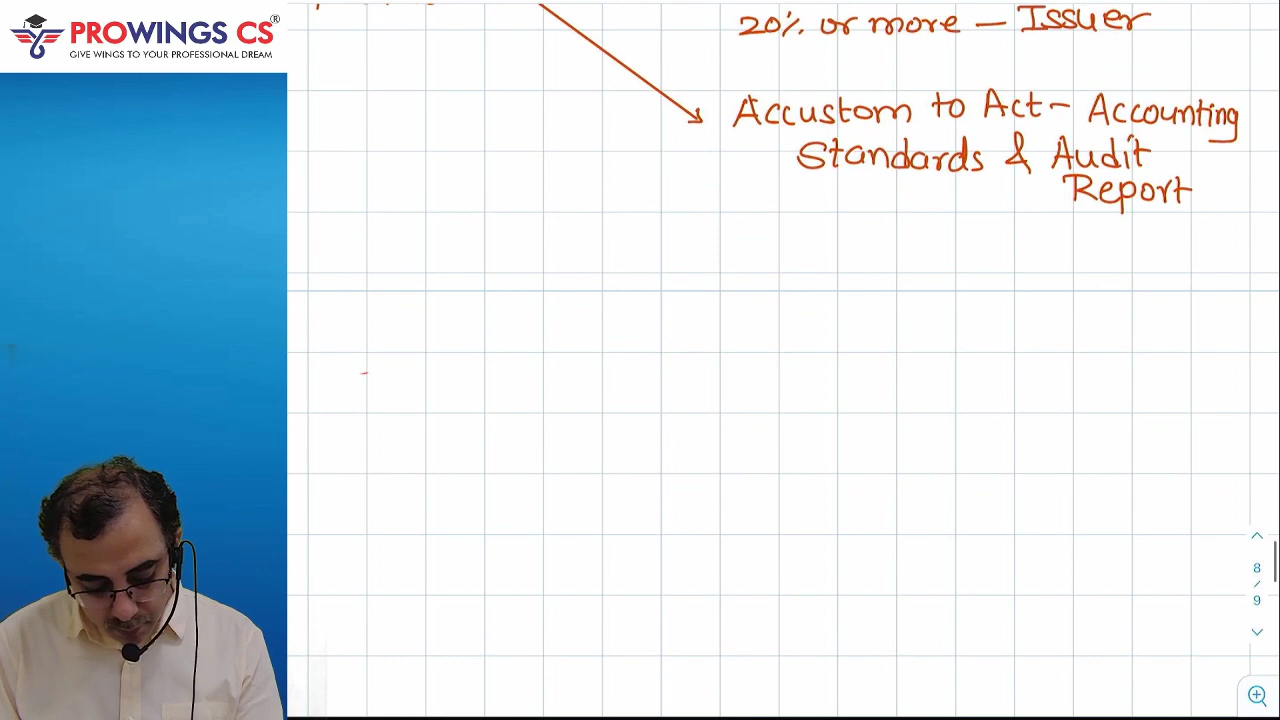 PROWINGS CS®
GIVE WINGS TO YOUR PROFESSIONAL DREAM
20% or more — Issuer
Accustom to Act - Accounting
Standards & Audit
Report
8
/
9